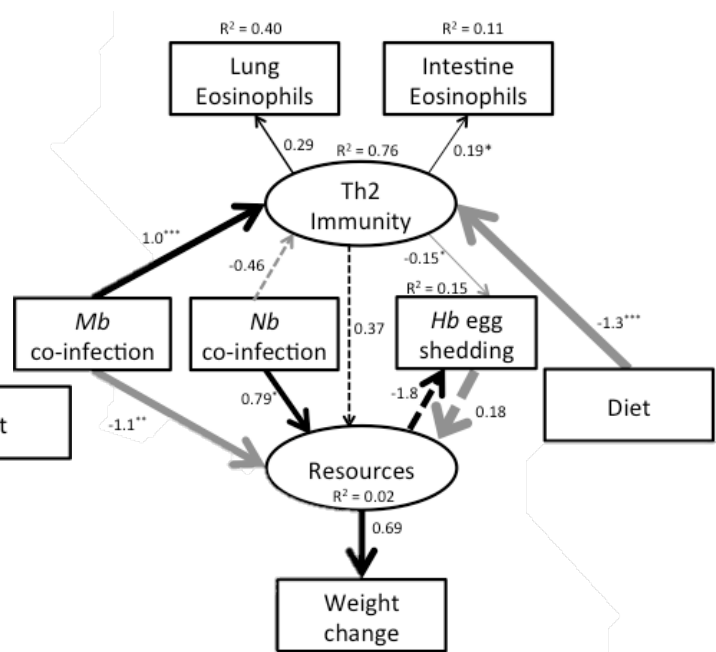 R² = 0.40
R² = 0.11
Lung
Eosinophils
Intestine
Eosinophils
0.29
R² = 0.76
0.19*
Th2
Immunity
1.0***
-0.46
-0.15*
R² = 0.15
-1.3***
Mb
co-infection
Nb
co-infection
0.37
Hb egg
shedding
Diet
t
-1.1**
0.79*
-1.8
0.18
Resources
R² = 0.02
0.69
Weight
change